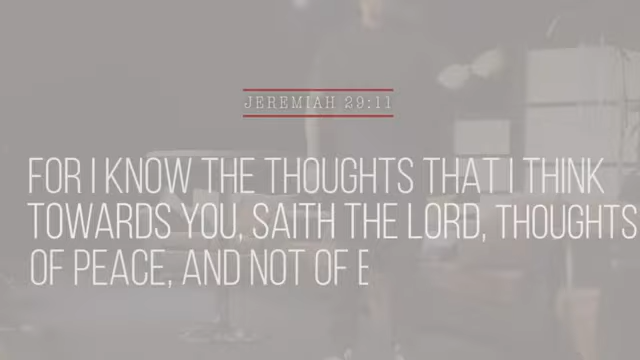 JEREMIAH 29:11
FOR I KNOW THE THOUGHTS THAT I THINK
TOWARDS YOU, SAITH THE LORD, THOUGHTS
OF PEACE, AND NOT OF E